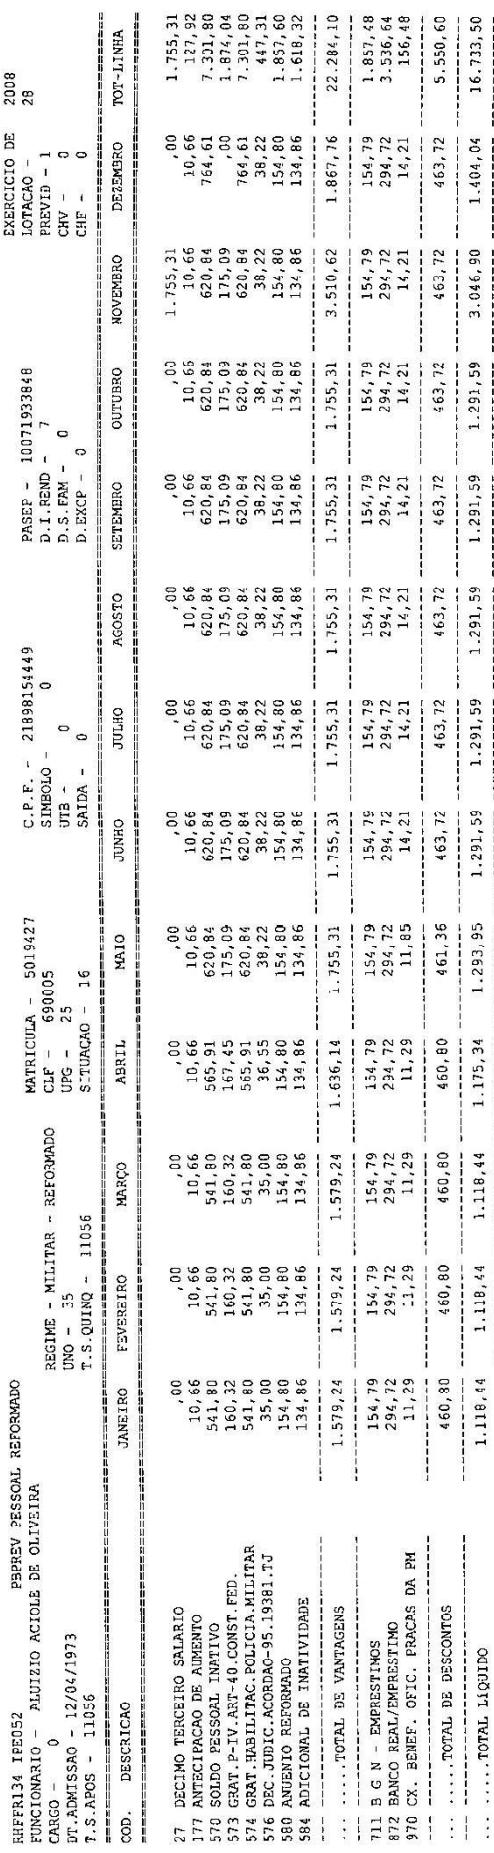 RHFPR134 IPE052 PBPREV PESSOAL REFORMADO EXERCICIO DE 2008
FUNCIONARIO - ALUIZIO ACIOLE DE OLIVEIRA REGIME - MILITAR - REFORMADO MATRICULA - 5019427 C.P.F. - 21898154449 PASEP - 10071933848 LOTACAO - 28
CARGO - 0 UNO - 35 CLF - 690005 SIMBOLO - 0 D.I.REND - 7 PREVID - 1
DT.ADMISSAO - 12/04/1973 T.S.QUINQ - 11056 UPG - 25 UTB - 0 D.S.FAM - 0 CHV - 0
T.S.APOS - 11056 SITUACAO - 16 SAIDA - 0 D.EXCP - 0 CHF - 0
COD. DESCRICAO JANEIRO FEVEREIRO MARÇO ABRIL MAIO JUNHO JULHO AGOSTO SETEMBRO OUTUBRO NOVEMBRO DEZEMBRO TOT-LINHA
27 DECIMO TERCEIRO SALARIO ,00 ,00 ,00 ,00 ,00 ,00 ,00 ,00 ,00 ,00 1.755,31 ,00 1.755,31
177 ANTECIPACAO DE AUMENTO 10,66 10,66 10,66 10,66 10,66 10,66 10,66 10,66 10,66 10,66 10,66 10,66 127,92
570 SOLDO PESSOAL INATIVO 541,80 541,80 541,80 565,91 620,84 620,84 620,84 620,84 620,84 620,84 620,84 764,61 7.301,80
573 GRAT.P-IV.ART-40.CONST.FED. 160,32 160,32 160,32 167,45 175,09 175,09 175,09 175,09 175,09 175,09 175,09 ,00 1.874,04
574 GRAT.HABILITAC.POLICIA.MILITAR 541,80 541,80 541,80 565,91 620,84 620,84 620,84 620,84 620,84 620,84 620,84 764,61 7.301,80
576 DEC.JUDIC.ACORDAO-95.19381.TJ 35,00 35,00 35,00 36,55 38,22 38,22 38,22 38,22 38,22 38,22 38,22 38,22 447,31
580 ANUENIO REFORMADO 154,80 154,80 154,80 154,80 154,80 154,80 154,80 154,80 154,80 154,80 154,80 154,80 1.857,60
584 ADICIONAL DE INATIVIDADE 134,86 134,86 134,86 134,86 134,86 134,86 134,86 134,86 134,86 134,86 134,86 134,86 1.618,32
... .....TOTAL DE VANTAGENS 1.579,24 1.579,24 1.579,24 1.636,14 1.755,31 1.755,31 1.755,31 1.755,31 1.755,31 1.755,31 3.510,62 1.867,76 22.284,10
711 B G N - EMPRESTIMOS 154,79 154,79 154,79 154,79 154,79 154,79 154,79 154,79 154,79 154,79 154,79 154,79 1.857,48
872 BANCO REAL/EMPRESTIMO 294,72 294,72 294,72 294,72 294,72 294,72 294,72 294,72 294,72 294,72 294,72 294,72 3.536,64
970 CX. BENEF. OFIC. PRACAS DA PM 11,29 11,29 11,29 11,29 11,85 14,21 14,21 14,21 14,21 14,21 14,21 14,21 156,48
... .....TOTAL DE DESCONTOS 460,80 460,80 460,80 460,80 461,36 463,72 463,72 463,72 463,72 463,72 463,72 463,72 5.550,60
... .....TOTAL LÍQUIDO 1.118,44 1.118,44 1.118,44 1.175,34 1.293,95 1.291,59 1.291,59 1.291,59 1.291,59 1.291,59 3.046,90 1.404,04 16.733,50